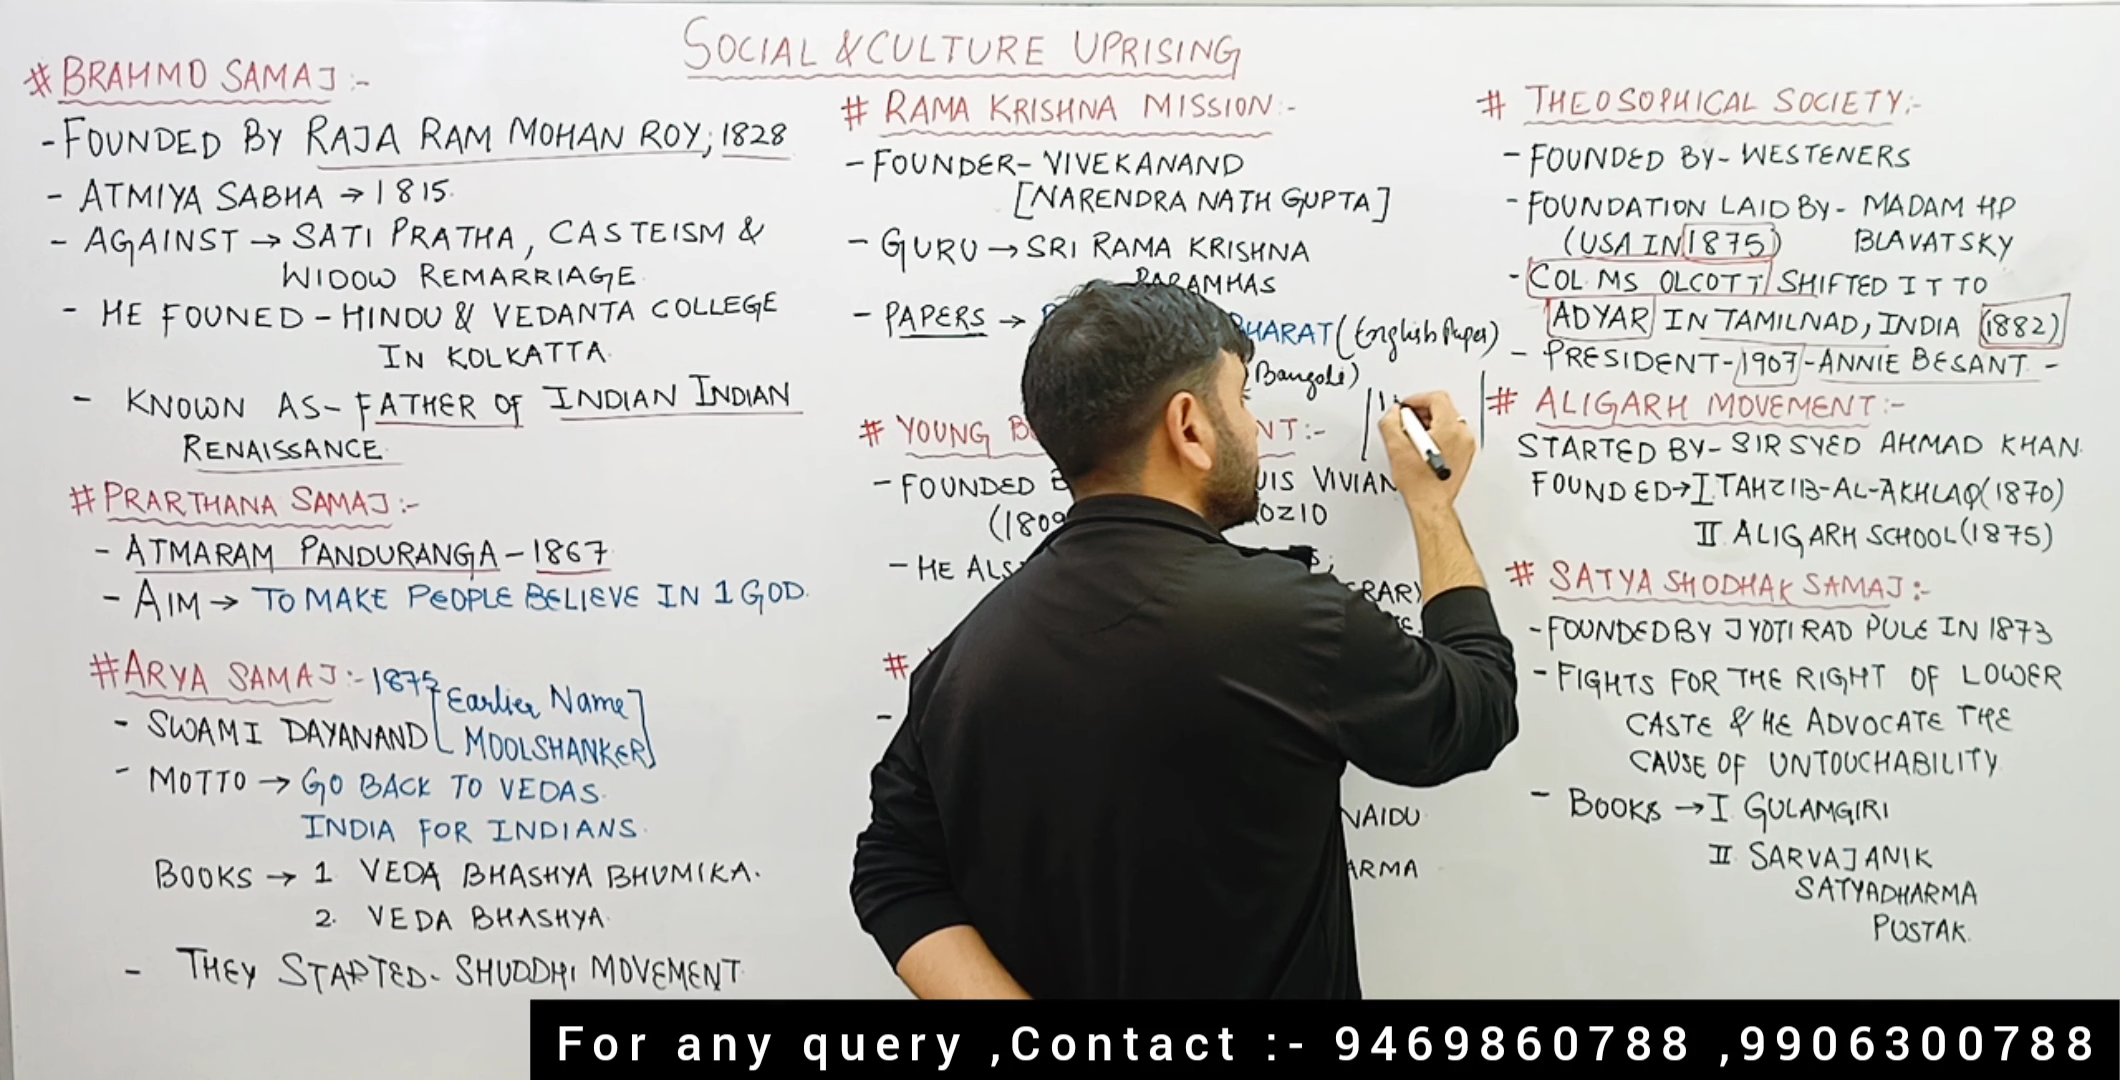 SOCIAL & CULTURE UPRISING
# BRAHMO SAMAJ :-
- FOUNDED BY RAJA RAM MOHAN ROY, 1828
- ATMIYA SABHA → 1815.
- AGAINST → SATI PRATHA, CASTEISM &
WIDOW REMARRIAGE.
- HE FOUNED - HINDU & VEDANTA COLLEGE
IN KOLKATTA.
- KNOWN AS - FATHER OF INDIAN INDIAN
RENAISSANCE.
# PRARTHANA SAMAJ :-
- ATMARAM PANDURANGA - 1867
- AIM → TO MAKE PEOPLE BELIEVE IN 1 GOD.
# ARYA SAMAJ :- 1875
- SWAMI DAYANAND [Earlier Name
MOOLSHANKER]
- MOTTO → GO BACK TO VEDAS.
INDIA FOR INDIANS.
BOOKS → 1. VEDA BHASHYA BHUMIKA.
2. VEDA BHASHYA.
- THEY STARTED - SHUDDHI MOVEMENT
# RAMA KRISHNA MISSION :-
- FOUNDER - VIVEKANAND
[NARENDRA NATH GUPTA]
- GURU → SRI RAMA KRISHNA
PARAMHAS
- PAPERS → BHARAT (English Paper)
(Bangoli)
# YOUNG NT :-
- FOUNDED VIVIAN
(1809 OZIO
- HE ALS
RARY
#
-
NAIDU
ARMA
# THEOSOPHICAL SOCIETY :-
- FOUNDED BY - WESTENERS
- FOUNDATION LAID BY - MADAM HP
(USA IN 1875) BLAVATSKY
- COL. MS OLCOTT SHIFTED IT TO
ADYAR IN TAMILNAD, INDIA (1882)
- PRESIDENT - 1907 - ANNIE BESANT -
# ALIGARH MOVEMENT :-
STARTED BY - SIR SYED AHMAD KHAN.
FOUNDED → I. TAHZIB-AL-AKHLAQ (1870)
II ALIGARH SCHOOL (1875)
# SATYA SHODHAK SAMAJ :-
- FOUNDED BY JYOTI RAD PULE IN 1873
- FIGHTS FOR THE RIGHT OF LOWER
CASTE & HE ADVOCATE THE
CAUSE OF UNTOUCHABILITY
- BOOKS → I GULAMGIRI
II SARVAJANIK
SATYADHARMA
PUSTAK.
For any query ,Contact :- 9469860788 ,9906300788